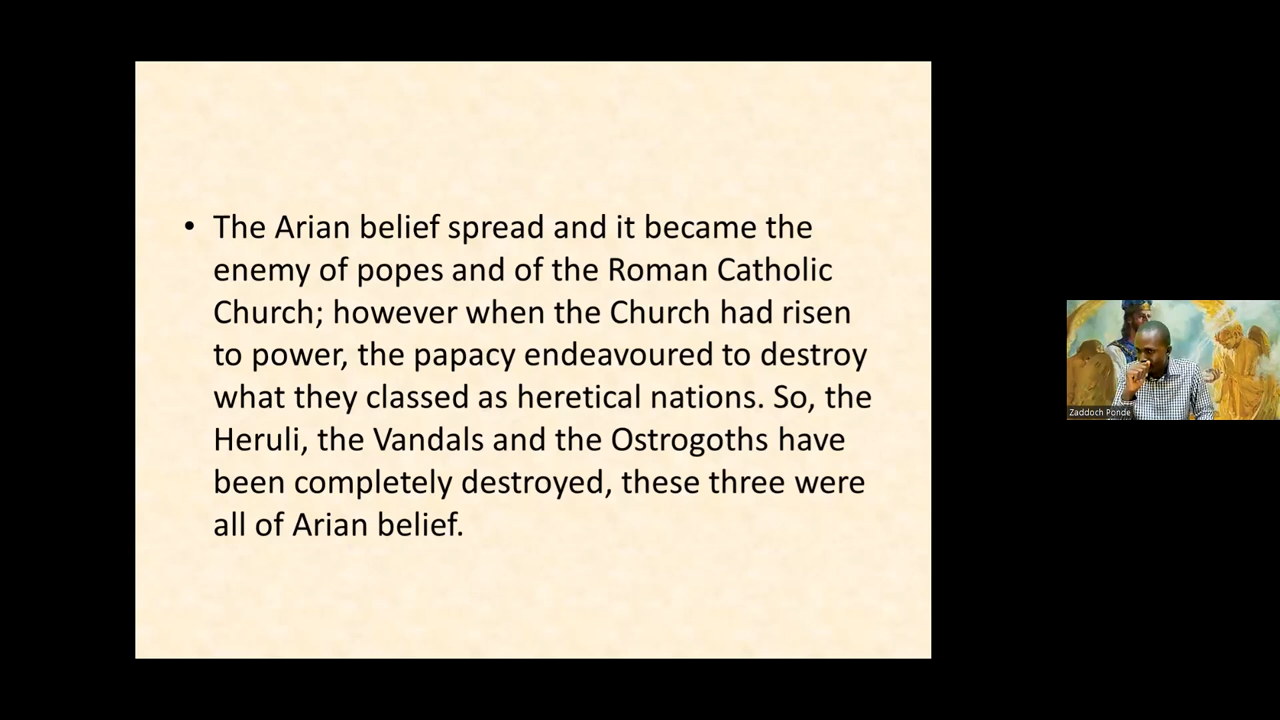 • The Arian belief spread and it became the
enemy of popes and of the Roman Catholic
Church; however when the Church had risen
to power, the papacy endeavoured to destroy
what they classed as heretical nations. So, the
Heruli, the Vandals and the Ostrogoths have
been completely destroyed, these three were
all of Arian belief.
Zaddoch Ponde